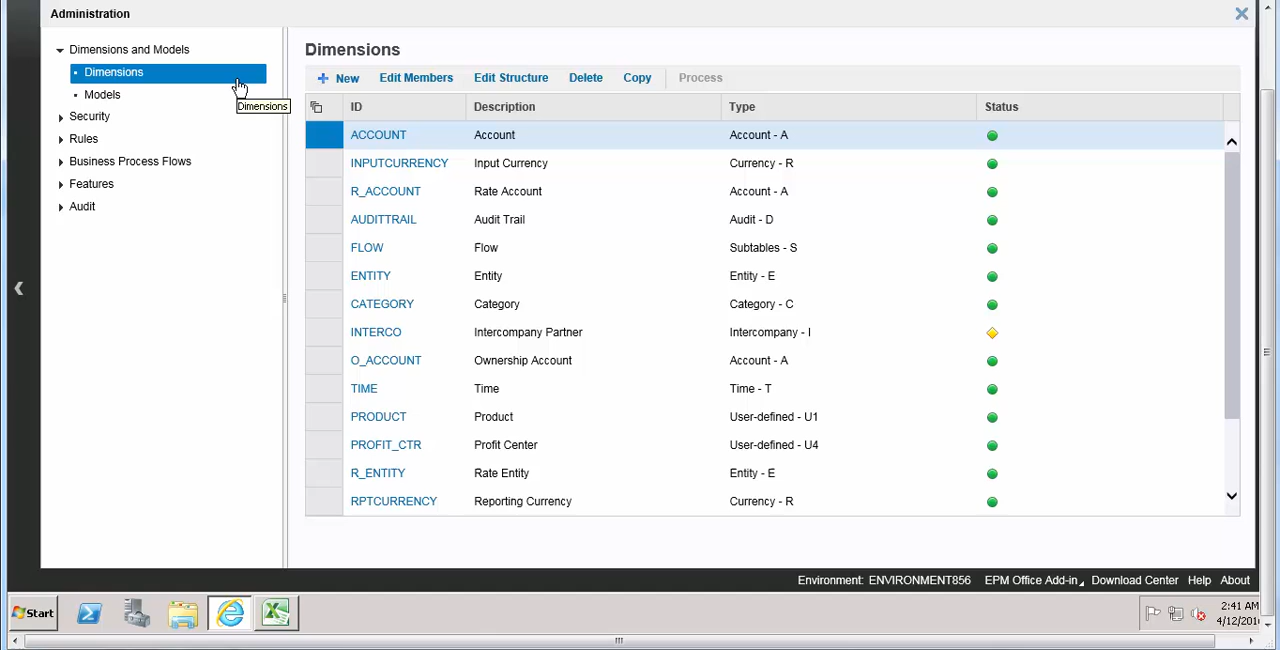 Administration
Dimensions and Models
Dimensions
Models
Security
Rules
Business Process Flows
Features
Audit
Dimensions
Dimensions
New Edit Members Edit Structure Delete Copy Process
ID Description Type Status
ACCOUNT Account Account - A
INPUTCURRENCY Input Currency Currency - R
R_ACCOUNT Rate Account Account - A
AUDITTRAIL Audit Trail Audit - D
FLOW Flow Subtables - S
ENTITY Entity Entity - E
CATEGORY Category Category - C
INTERCO Intercompany Partner Intercompany - I
O_ACCOUNT Ownership Account Account - A
TIME Time Time - T
PRODUCT Product User-defined - U1
PROFIT_CTR Profit Center User-defined - U4
R_ENTITY Rate Entity Entity - E
RPTCURRENCY Reporting Currency Currency - R
Environment: ENVIRONMENT856 EPM Office Add-in Download Center Help About
Start
2:41 AM
4/12/201